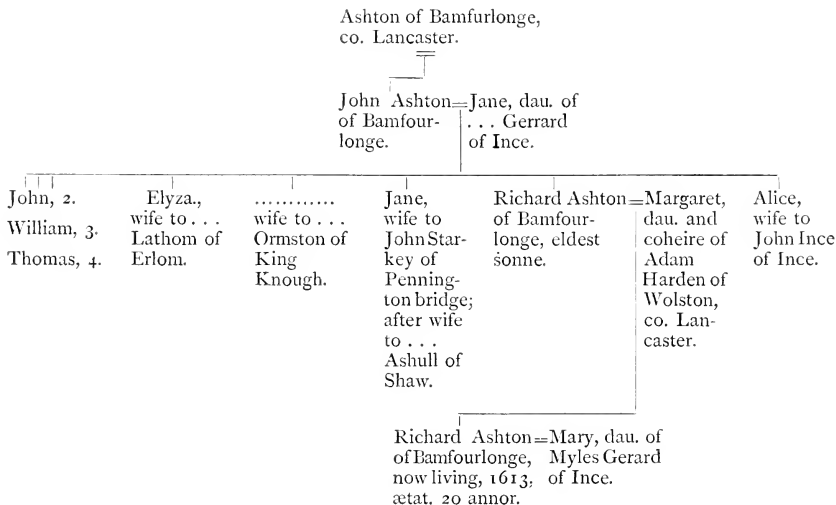 Ashton of Bamfurlonge,
co. Lancaster.
John Ashton=Jane, dau. of
of Bamfour-
longe.
. . . Gerrard
of Ince.
John, 2.
William, 3.
Thomas, 4.
Elyza.,
wife to . . .
Lathom of
Erlom.
............
wife to . . .
Ormston of
King
Knough.
Jane,
wife to
John Star-
key of
Penning-
ton bridge;
after wife
to . . .
Ashull of
Shaw.
Richard Ashton=Margaret,
of Bamfour-
longe, eldest
sonne.
dau. and
coheire of
Adam
Harden of
Wolston,
co. Lan-
caster.
Alice,
wife to
John Ince
of Ince.
Richard Ashton=Mary, dau. of
of Bamfourlonge,
now living, 1613,
ætat. 20 annor.
Myles Gerard
of Ince.